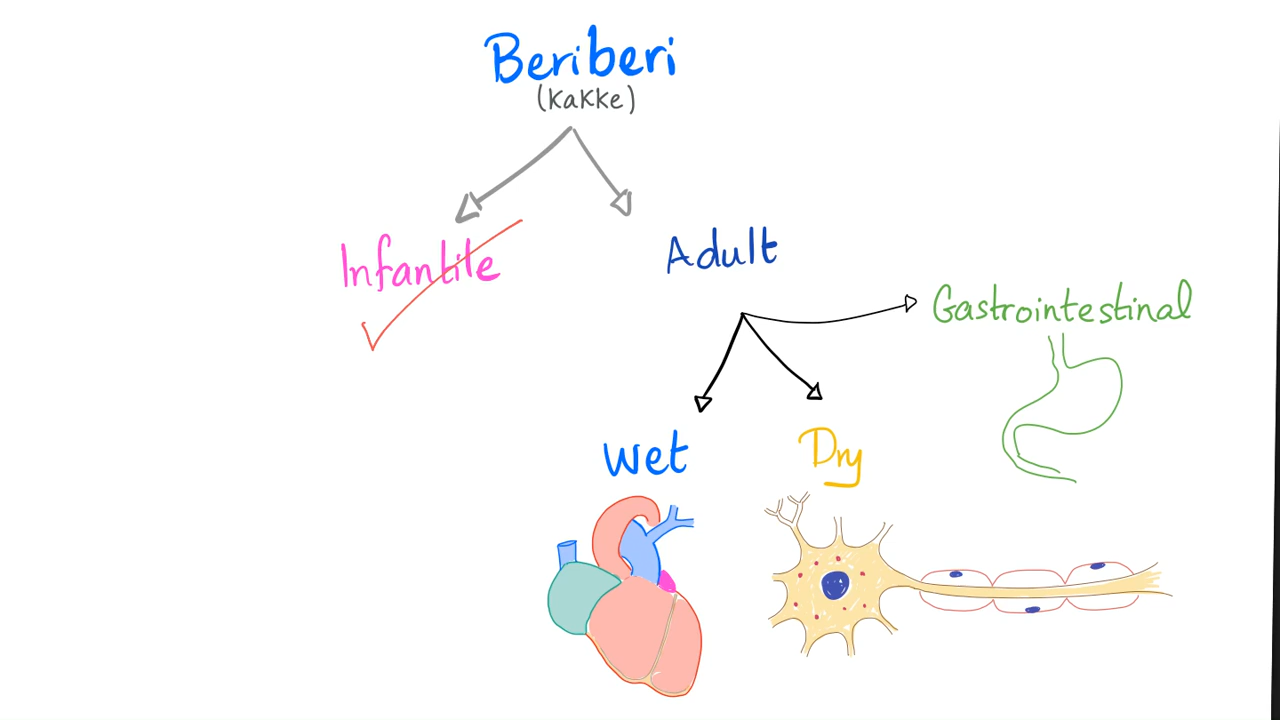 Beriberi
(Kakke)
Infantile
Adult
Gastrointestinal
Wet
Dry